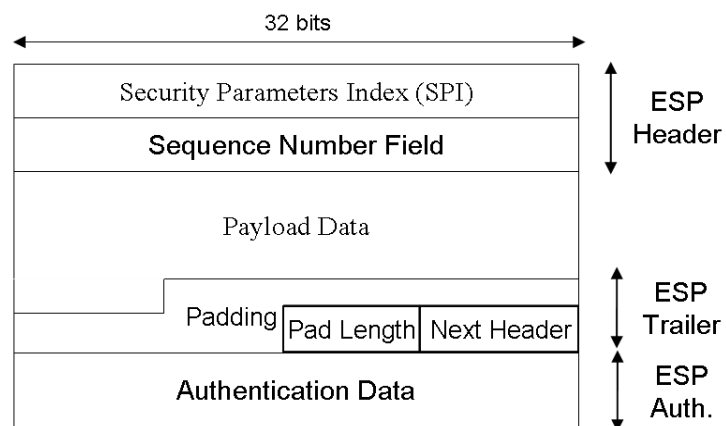 32 bits
Security Parameters Index (SPI)
ESP
Header
Sequence Number Field
Payload Data
Padding
Pad Length
Next Header
ESP
Trailer
Authentication Data
ESP
Auth.